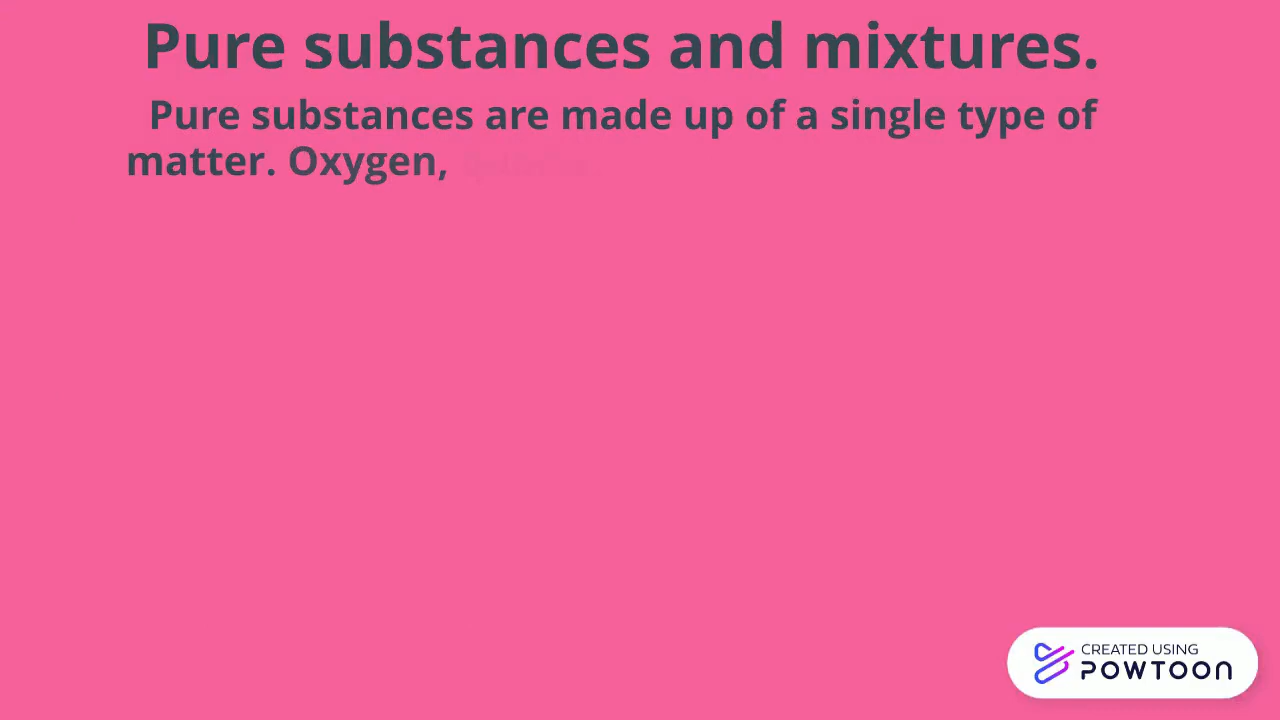 Pure substances and mixtures.
Pure substances are made up of a single type of
matter. Oxygen,
CREATED USING
POWTOON